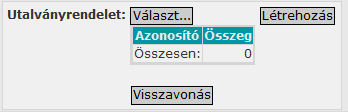 Utalványrendelet: Választ... Létrehozás
Azonosító Összeg
Összesen: 0
Visszavonás